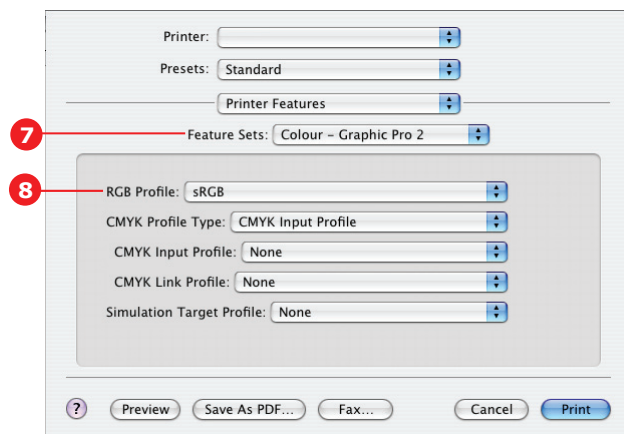 Printer:
Presets: Standard
Printer Features
7 Feature Sets: Colour – Graphic Pro 2
8 RGB Profile: sRGB
CMYK Profile Type: CMYK Input Profile
CMYK Input Profile: None
CMYK Link Profile: None
Simulation Target Profile: None
? Preview Save As PDF... Fax... Cancel Print